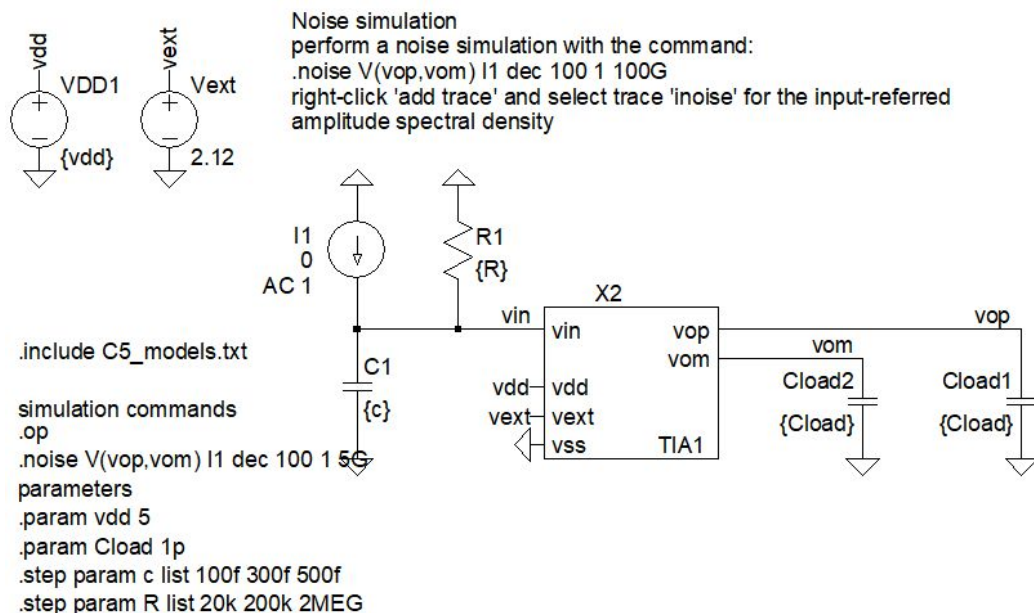 Noise simulation
perform a noise simulation with the command:
.noise V(vop,vom) I1 dec 100 1 100G
right-click 'add trace' and select trace 'inoise' for the input-referred
amplitude spectral density
vdd
VDD1
{vdd}
vext
Vext
2.12
I1
0
AC 1
R1
{R}
X2
vin
vin
vop
vop
vom
vom
vdd
vdd
vext
vext
vss
TIA1
C1
{c}
Cload2
{Cload}
Cload1
{Cload}
.include C5_models.txt
simulation commands
.op
.noise V(vop,vom) I1 dec 100 1 5G
parameters
.param vdd 5
.param Cload 1p
.step param c list 100f 300f 500f
.step param R list 20k 200k 2MEG